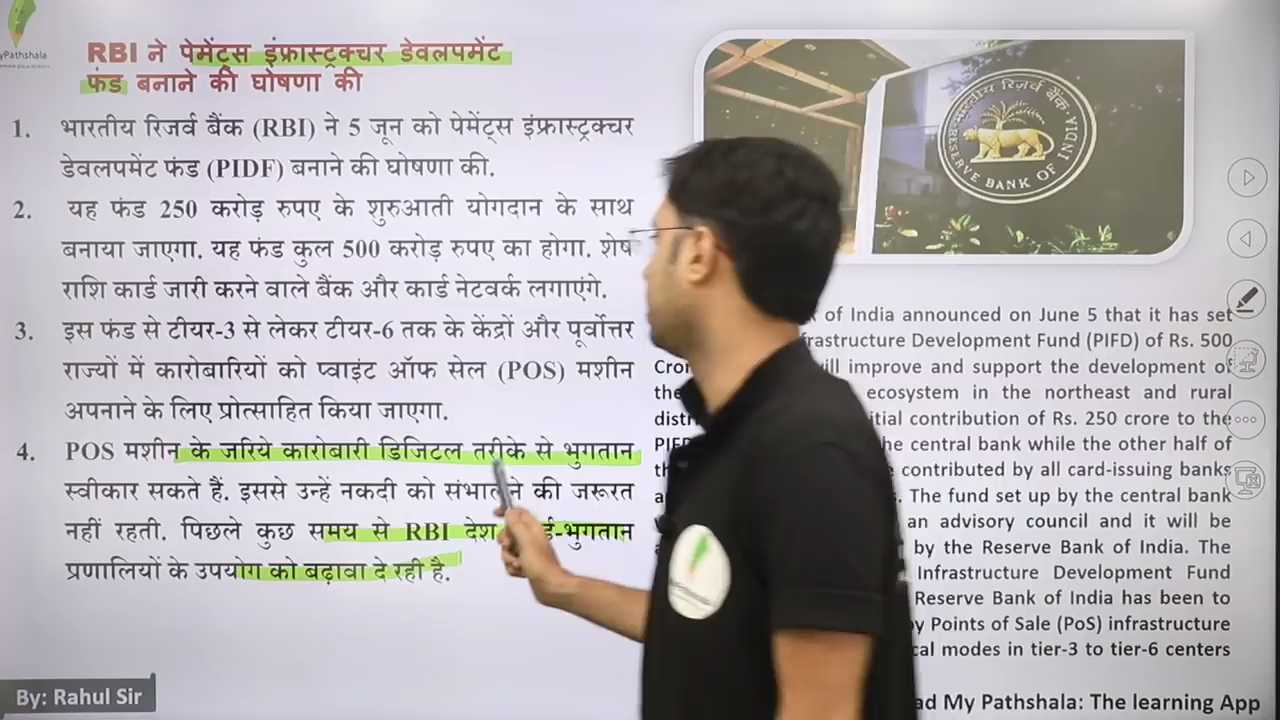 yPathshala
RBI ने पेमेंट्स इंफ्रास्ट्रक्चर डेवलपमेंट
फंड बनाने की घोषणा की
1. भारतीय रिजर्व बैंक (RBI) ने 5 जून को पेमेंट्स इंफ्रास्ट्रक्चर
डेवलपमेंट फंड (PIDF) बनाने की घोषणा की.
2. यह फंड 250 करोड़ रुपए के शुरुआती योगदान के साथ
बनाया जाएगा. यह फंड कुल 500 करोड़ रुपए का होगा. शेष
राशि कार्ड जारी करने वाले बैंक और कार्ड नेटवर्क लगाएंगे.
3. इस फंड से टीयर-3 से लेकर टीयर-6 तक के केंद्रों और पूर्वोत्तर
राज्यों में कारोबारियों को प्वाइंट ऑफ सेल (POS) मशीन
अपनाने के लिए प्रोत्साहित किया जाएगा.
4. POS मशीन के जरिये कारोबारी डिजिटल तरीके से भुगतान
स्वीकार सकते हैं. इससे उन्हें नकदी को संभालने की जरूरत
नहीं रहती. पिछले कुछ समय से RBI देश ई-भुगतान
प्रणालियों के उपयोग को बढ़ावा दे रही है.
भारतीय रिज़र्व बैंक
RESERVE BANK OF INDIA
of India announced on June 5 that it has set
frastructure Development Fund (PIFD) of Rs. 500
Cron ill improve and support the development of
the ecosystem in the northeast and rural
distr itial contribution of Rs. 250 crore to the
PIFD he central bank while the other half of
th contributed by all card-issuing banks
a . The fund set up by the central bank
an advisory council and it will be
by the Reserve Bank of India. The
Infrastructure Development Fund
Reserve Bank of India has been to
y Points of Sale (PoS) infrastructure
cal modes in tier-3 to tier-6 centers
By: Rahul Sir
ad My Pathshala: The learning App